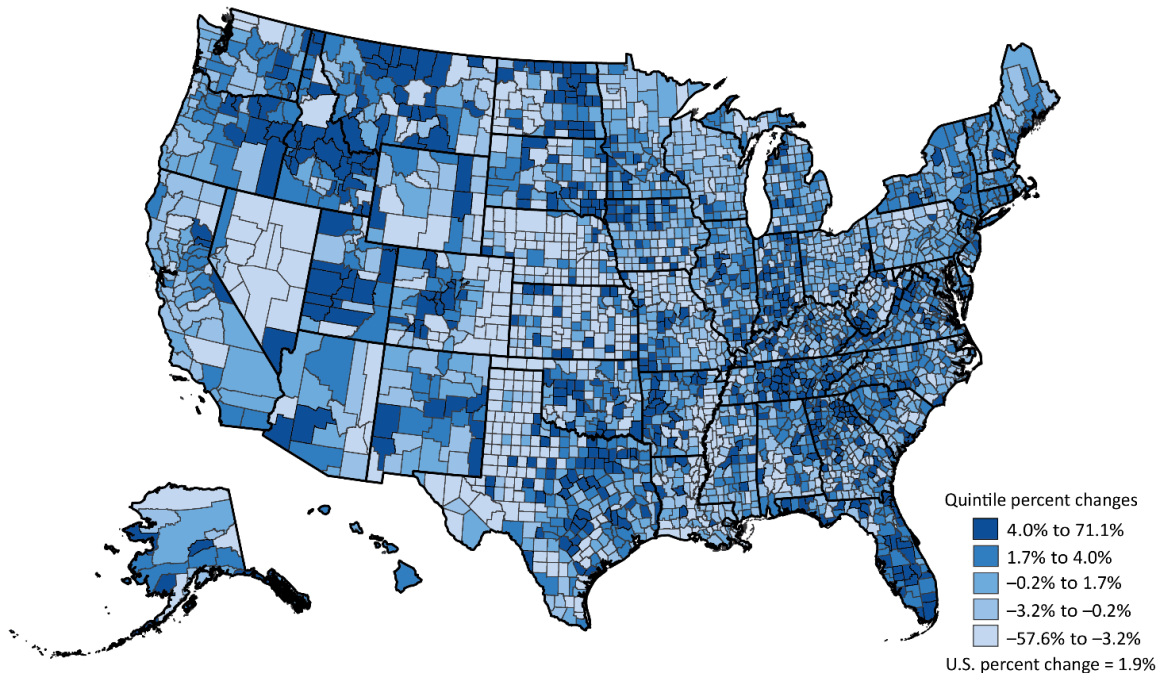 Quintile percent changes
4.0% to 71.1%
1.7% to 4.0%
–0.2% to 1.7%
–3.2% to –0.2%
–57.6% to –3.2%
U.S. percent change = 1.9%